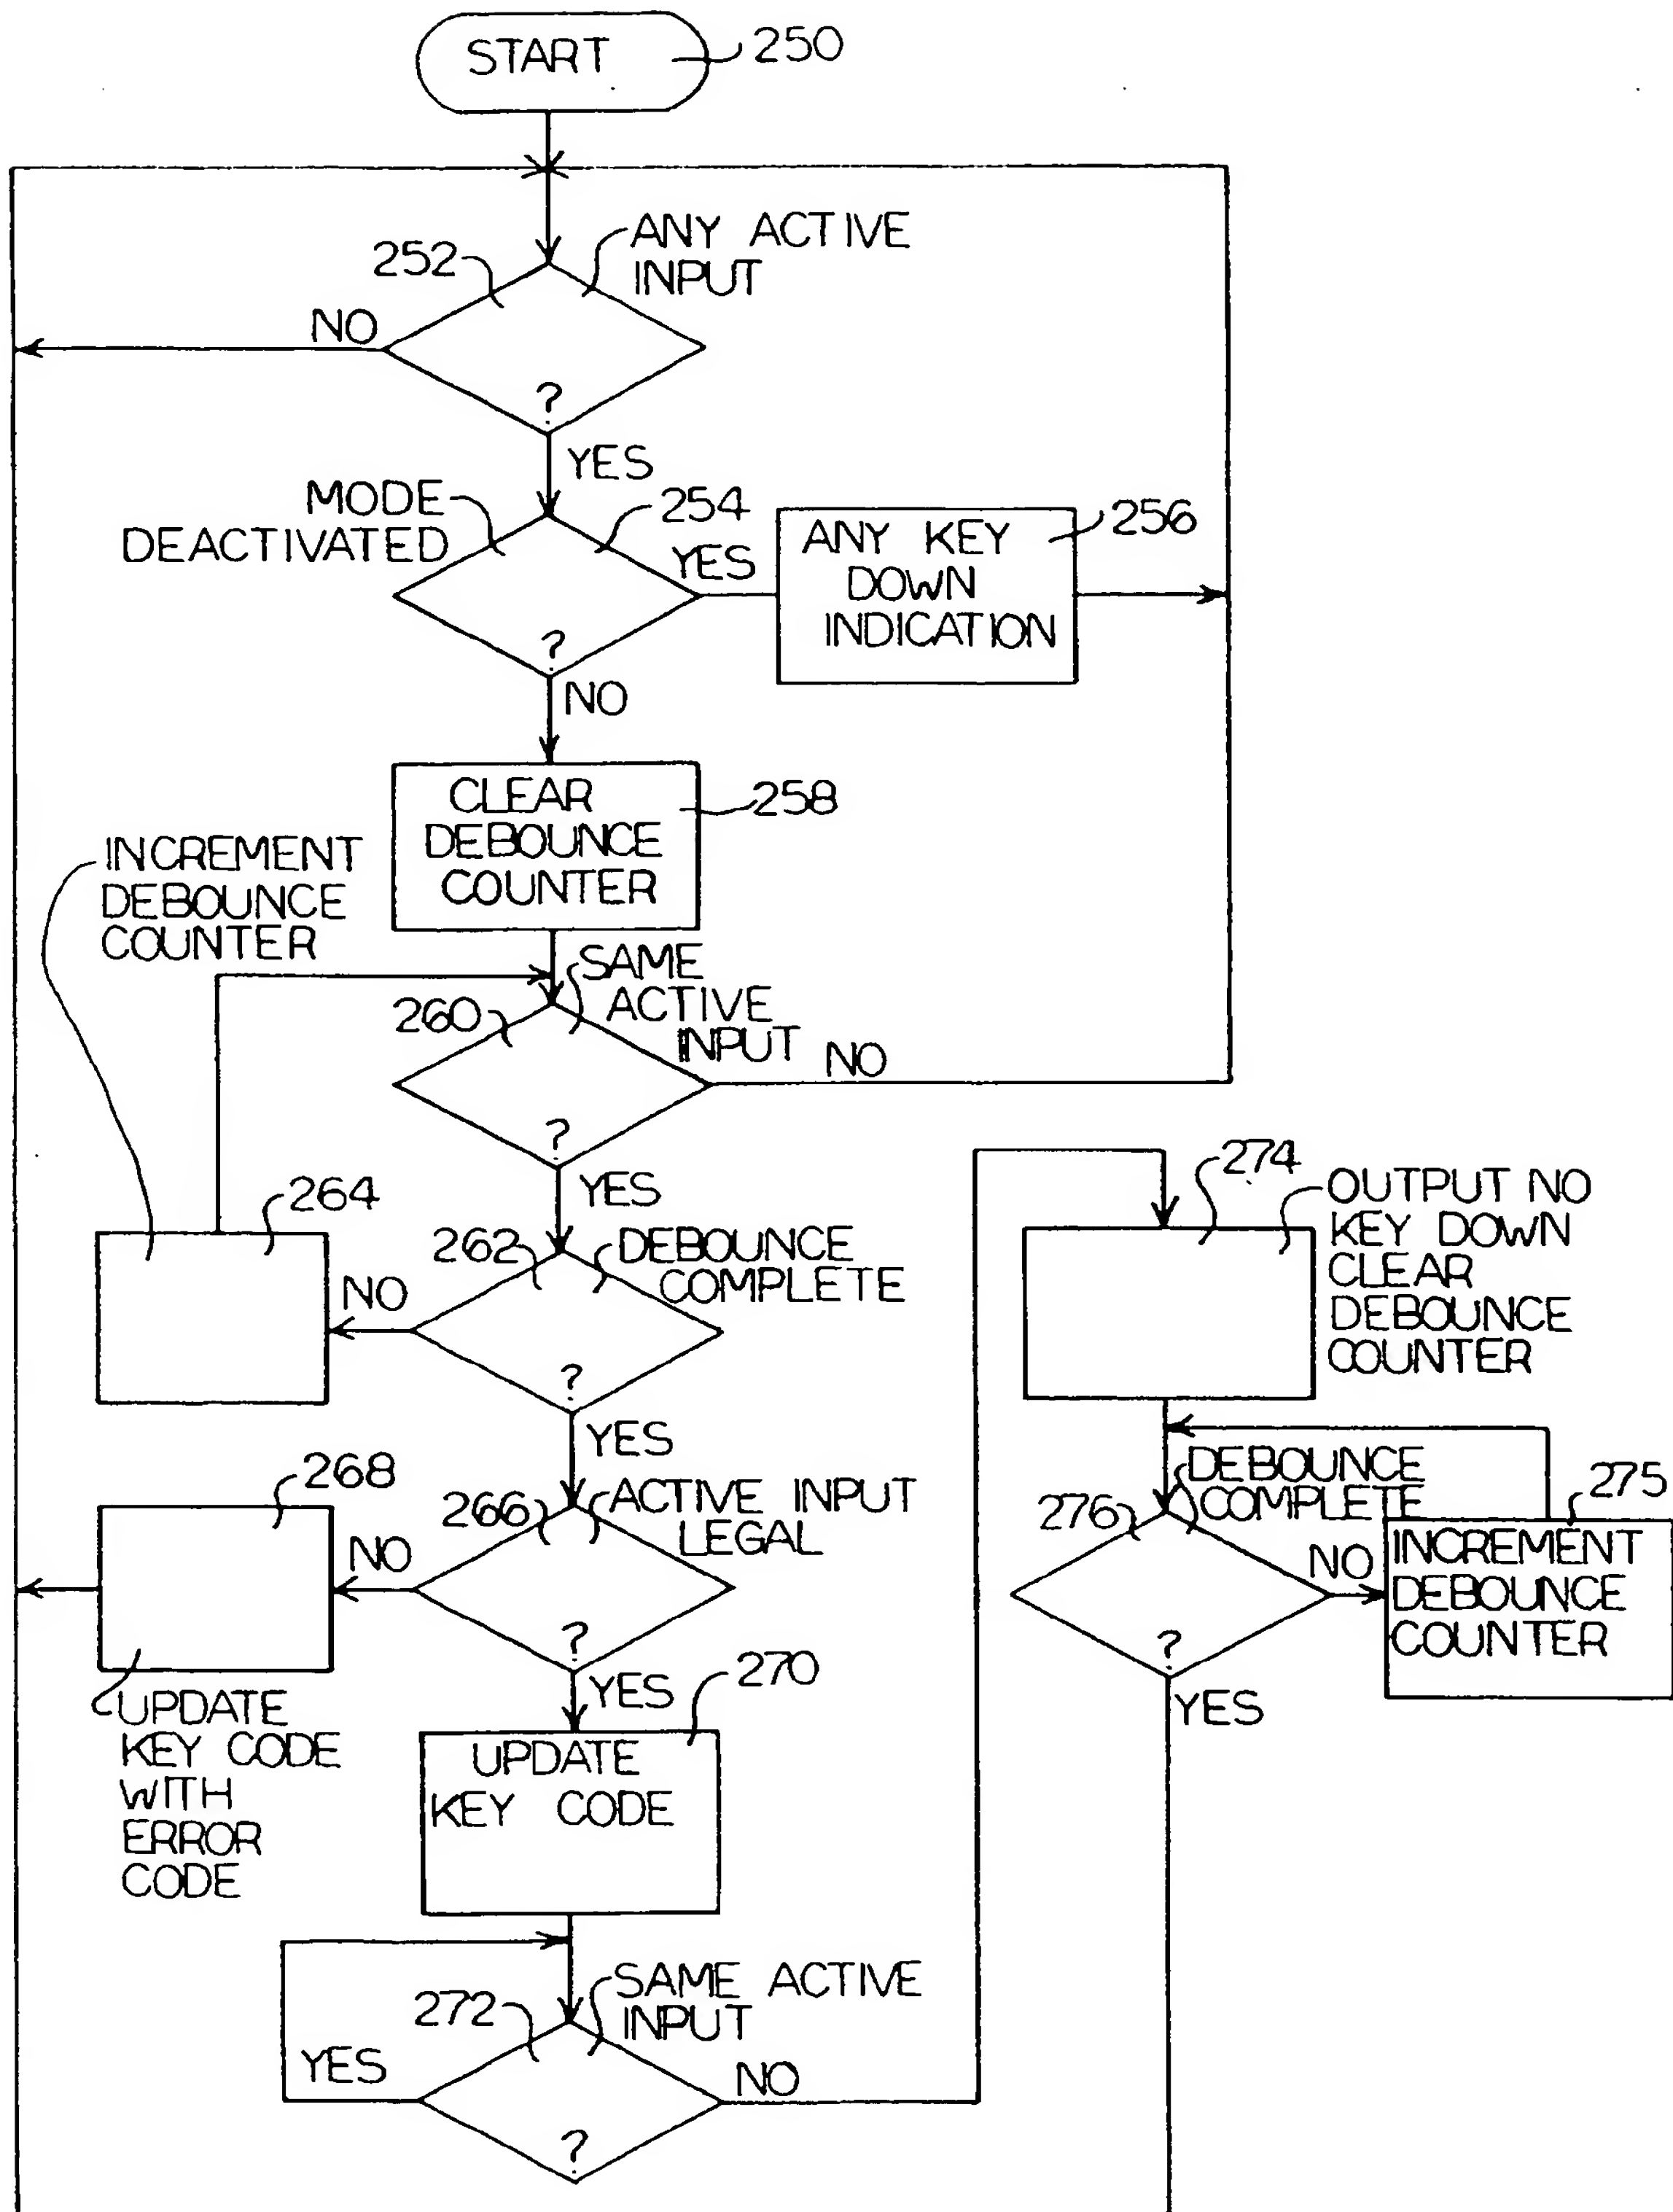 START
250
252
ANY ACTIVE
INPUT
NO
?
YES
MODE
DEACTIVATED
254
YES
ANY KEY
DOWN
INDICATION
256
?
NO
CLEAR
DEBOUNCE
COUNTER
258
INCREMENT
DEBOUNCE
COUNTER
260
SAME
ACTIVE
INPUT
NO
?
YES
264
262
DEBOUNCE
COMPLETE
NO
?
YES
268
266
ACTIVE INPUT
LEGAL
NO
?
YES
UPDATE
KEY CODE
WITH
ERROR
CODE
270
UPDATE
KEY CODE
272
SAME ACTIVE
INPUT
YES
NO
?
274
OUTPUT NO
KEY DOWN
CLEAR
DEBOUNCE
COUNTER
276
DEBOUNCE
COMPLETE
275
NO
INCREMENT
DEBOUNCE
COUNTER
?
YES